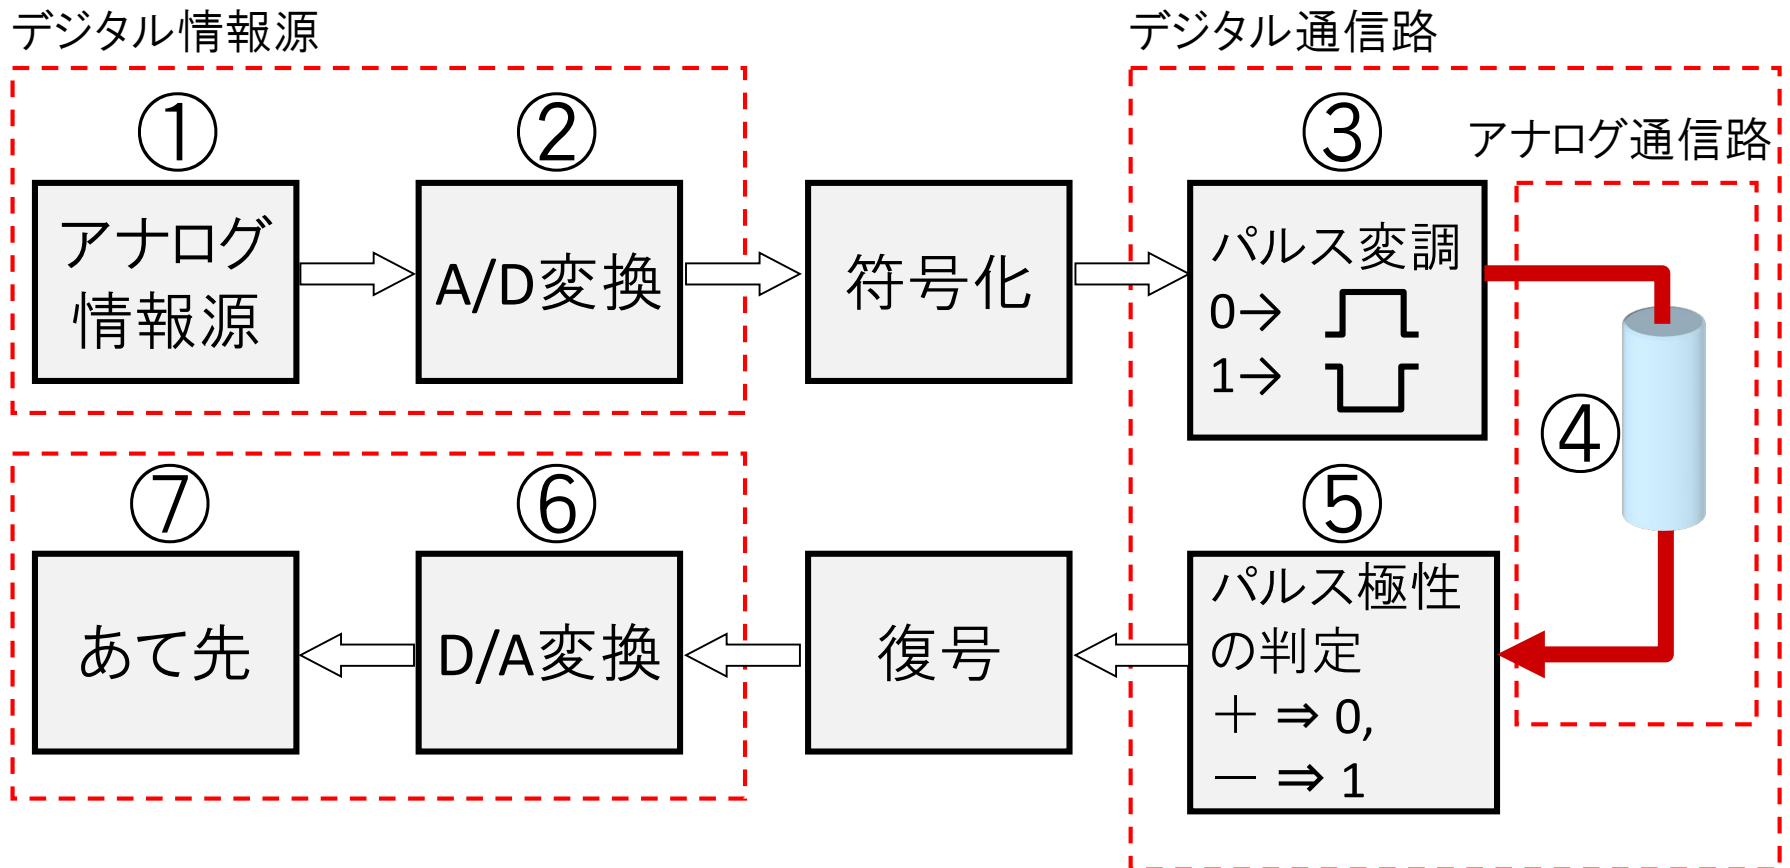 デジタル情報源
デジタル通信路
①
②
③
アナログ通信路
アナログ
情報源
A/D変換
符号化
パルス変調
0→
1→
④
⑦
⑥
⑤
あて先
D/A変換
復号
パルス極性
の判定
＋ ⇒ 0,
－ ⇒ 1